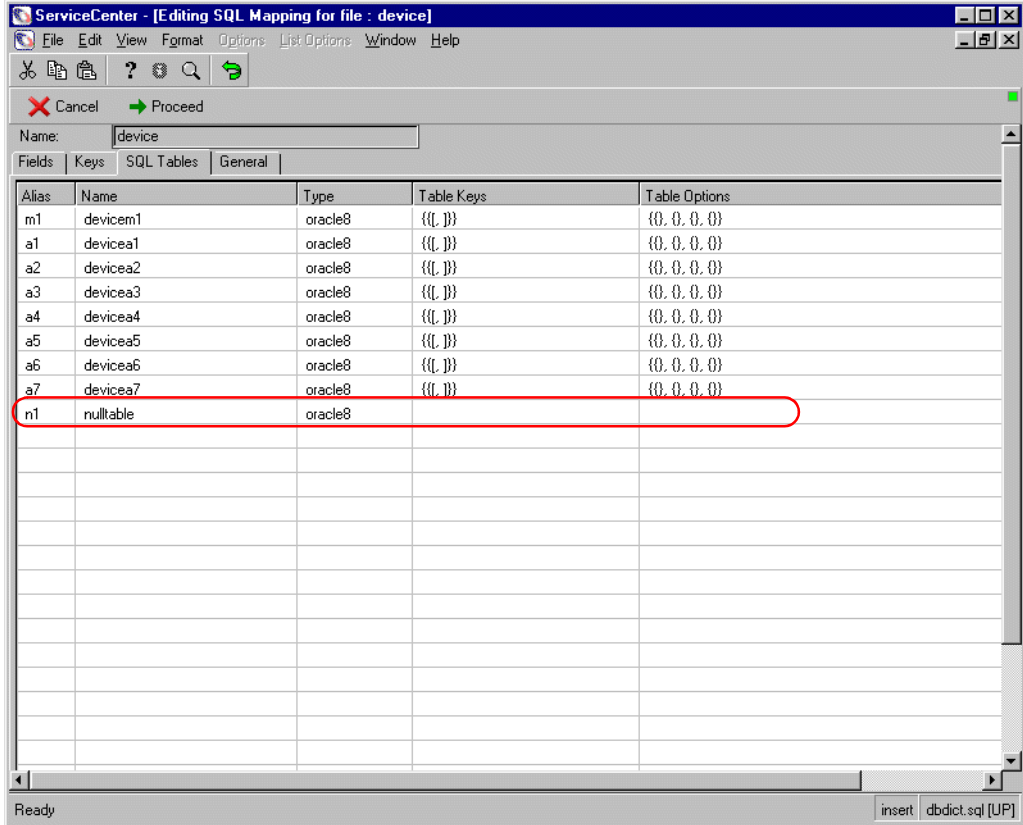 ServiceCenter - [Editing SQL Mapping for file : device]
File Edit View Format Options List Options Window Help
Cancel Proceed
Name: device
Fields Keys SQL Tables General
Alias Name Type Table Keys Table Options
m1 devicem1 oracle8 {{[, ]}} {{}, {}, {}, {}}
a1 devicea1 oracle8 {{[, ]}} {{}, {}, {}, {}}
a2 devicea2 oracle8 {{[, ]}} {{}, {}, {}, {}}
a3 devicea3 oracle8 {{[, ]}} {{}, {}, {}, {}}
a4 devicea4 oracle8 {{[, ]}} {{}, {}, {}, {}}
a5 devicea5 oracle8 {{[, ]}} {{}, {}, {}, {}}
a6 devicea6 oracle8 {{[, ]}} {{}, {}, {}, {}}
a7 devicea7 oracle8 {{[, ]}} {{}, {}, {}, {}}
n1 nulltable oracle8
Ready insert dbdict.sql [UP]